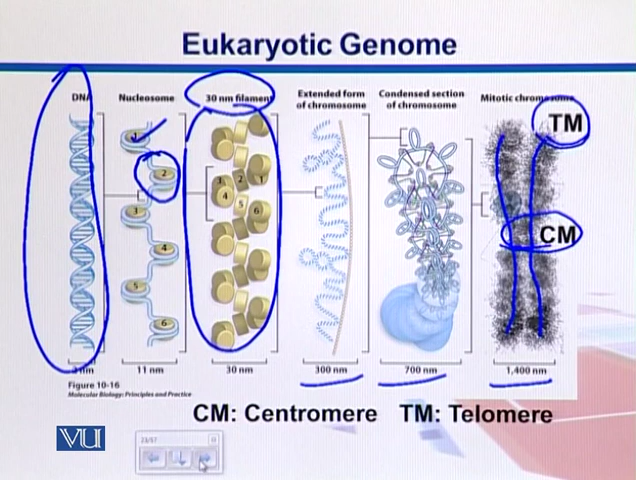 Eukaryotic Genome
DNA
Nucleosome
30 nm filament
Extended form
of chromosome
Condensed section
of chromosome
Mitotic chromosome
TM
CM
1
2
3
4
5
6
3
2
1
4
5
6
nm
11 nm
30 nm
300 nm
700 nm
1,400 nm
Figure 10-16
Molecular Biology: Principles and Practice
CM: Centromere TM: Telomere
VU
23/57